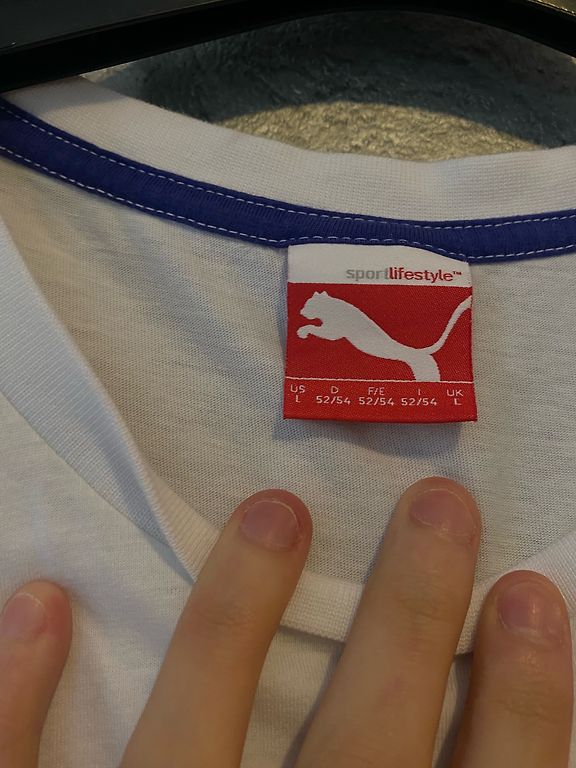 sportlifestyle™
US D F/E I UK
L 52/54 52/54 52/54 L